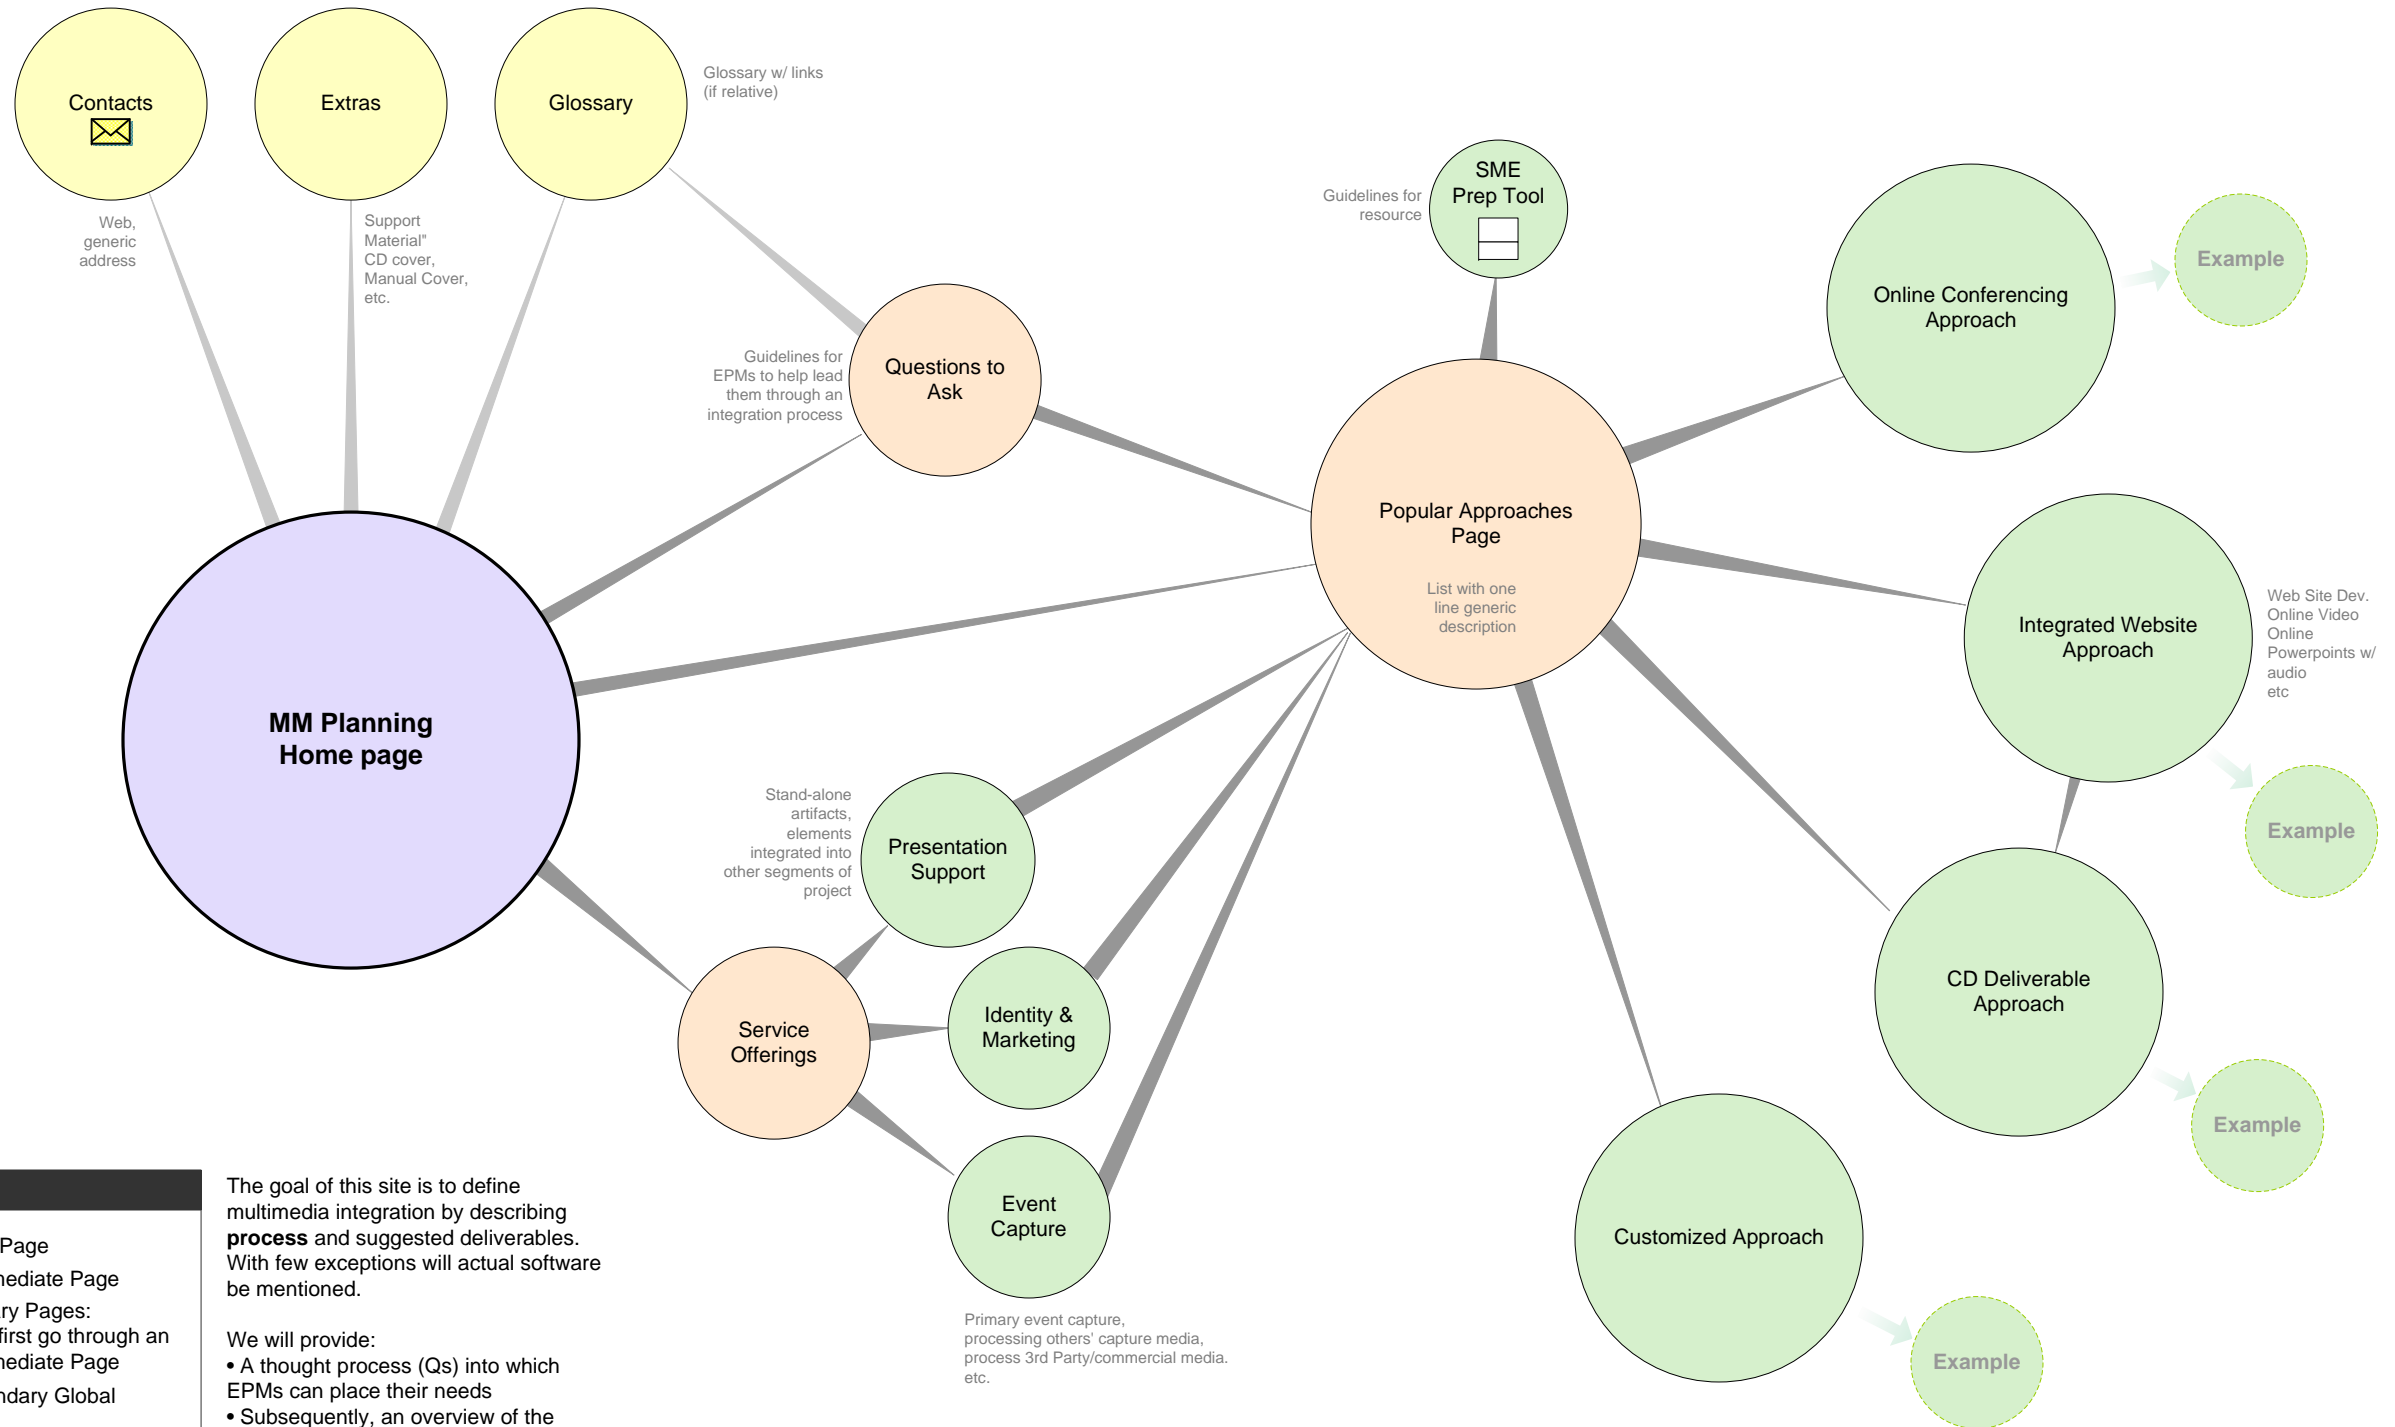 Contacts
Extras
Glossary
Glossary w/ links
(if relative)
Web,
generic
address
Support
Material"
CD cover,
Manual Cover,
etc.
SME
Prep Tool
Guidelines for
resource
Online Conferencing
Approach
Example
Questions to
Ask
Guidelines for
EPMs to help lead
them through an
integration process
Popular Approaches
Page
List with one
line generic
description
Integrated Website
Approach
Web Site Dev.
Online Video
Online
Powerpoints w/
audio
etc
Example
MM Planning
Home page
Stand-alone
artifacts,
elements
integrated into
other segments of
project
Presentation
Support
Service
Offerings
Identity &
Marketing
Event
Capture
Primary event capture,
processing others' capture media,
process 3rd Party/commercial media.
etc.
CD Deliverable
Approach
Example
Customized Approach
Example
Page
nediate Page
ary Pages:
first go through an
nediate Page
ndary Global
The goal of this site is to define
multimedia integration by describing
process and suggested deliverables.
With few exceptions will actual software
be mentioned.
We will provide:
• A thought process (Qs) into which
EPMs can place their needs
• Subsequently, an overview of the